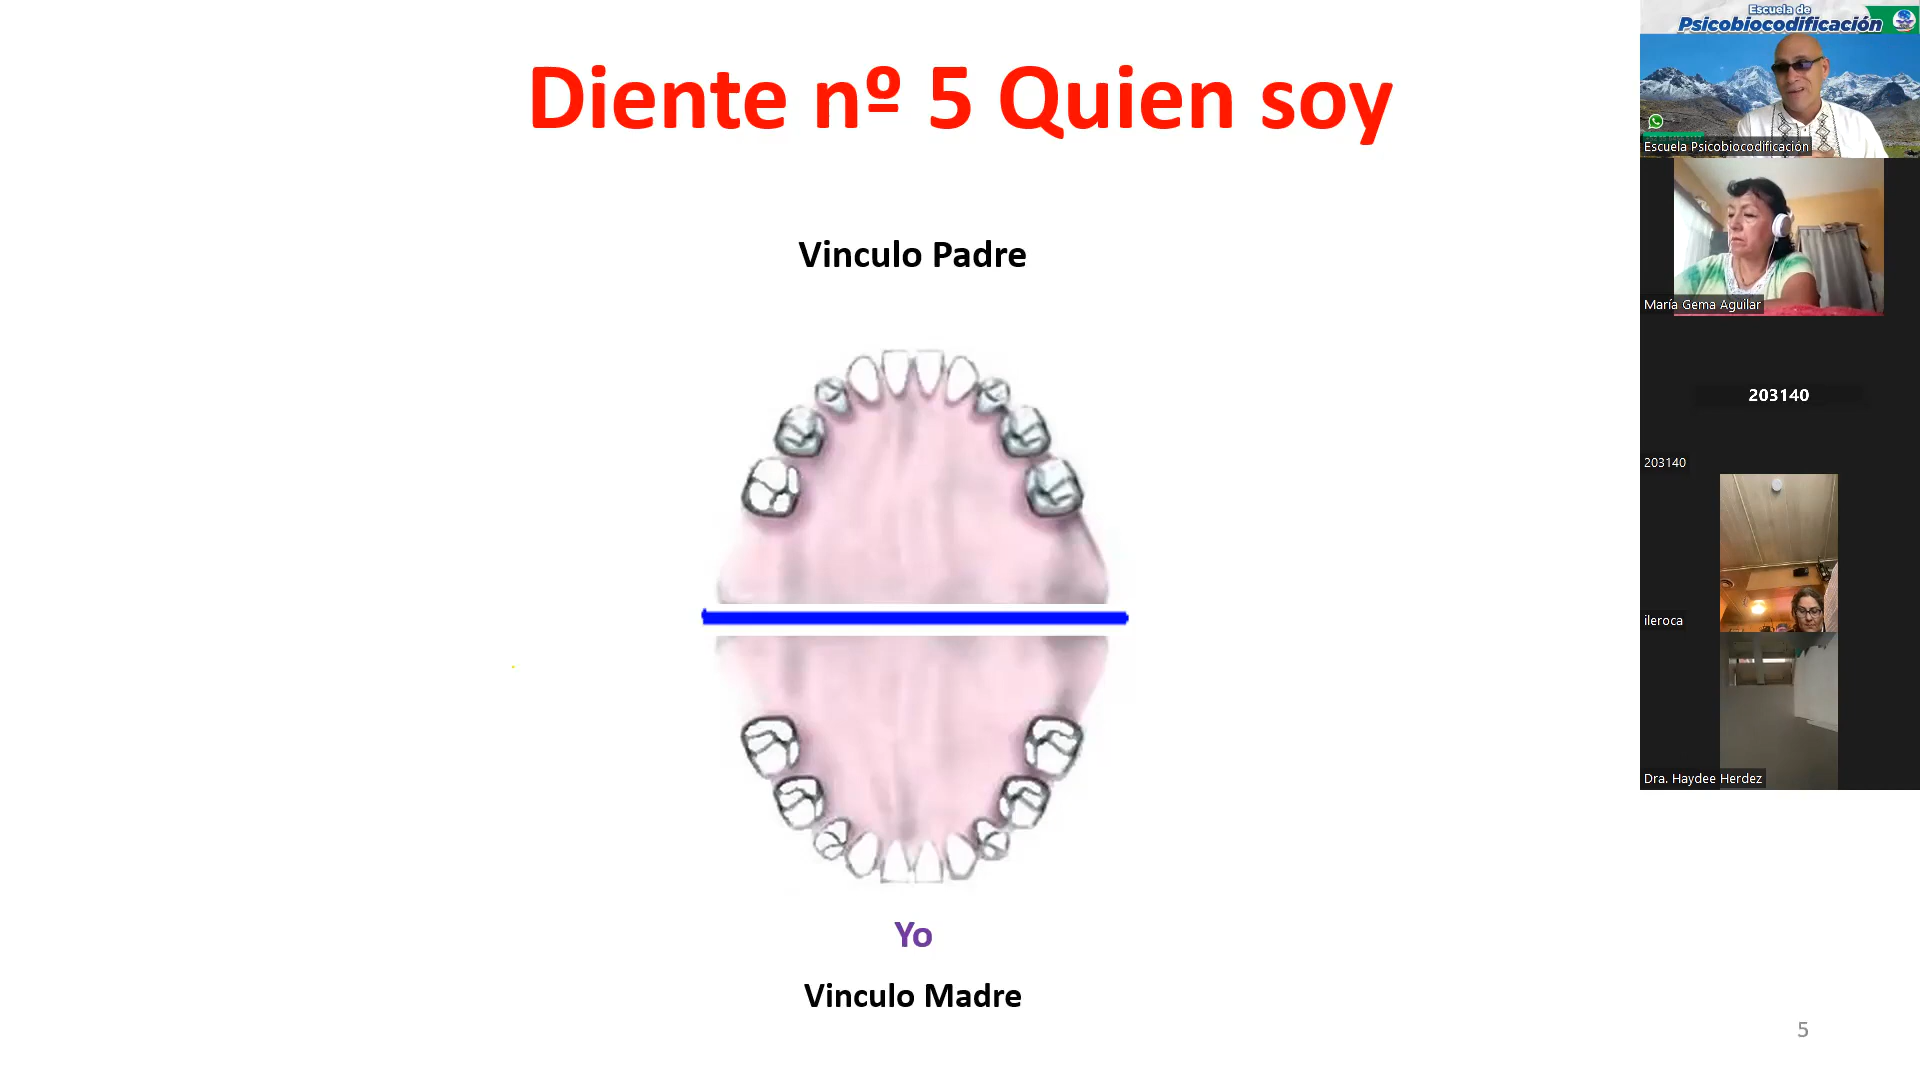 Diente nº 5 Quien soy
Vinculo Padre
Yo
Vinculo Madre
5
Escuela de
Psicobiocodificación
Escuela Psicobiocodificación
María Gema Aguilar
203140
203140
ileroca
Dra. Haydee Herdez